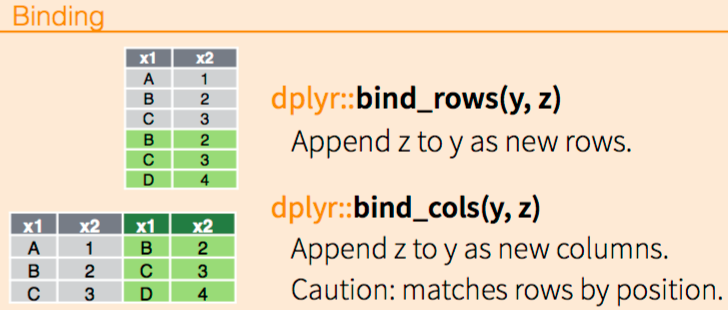 Binding
x1 x2
A 1
B 2
C 3
B 2
C 3
D 4
dplyr::bind_rows(y, z)
Append z to y as new rows.
x1 x2 x1 x2
A 1 B 2
B 2 C 3
C 3 D 4
dplyr::bind_cols(y, z)
Append z to y as new columns.
Caution: matches rows by position.